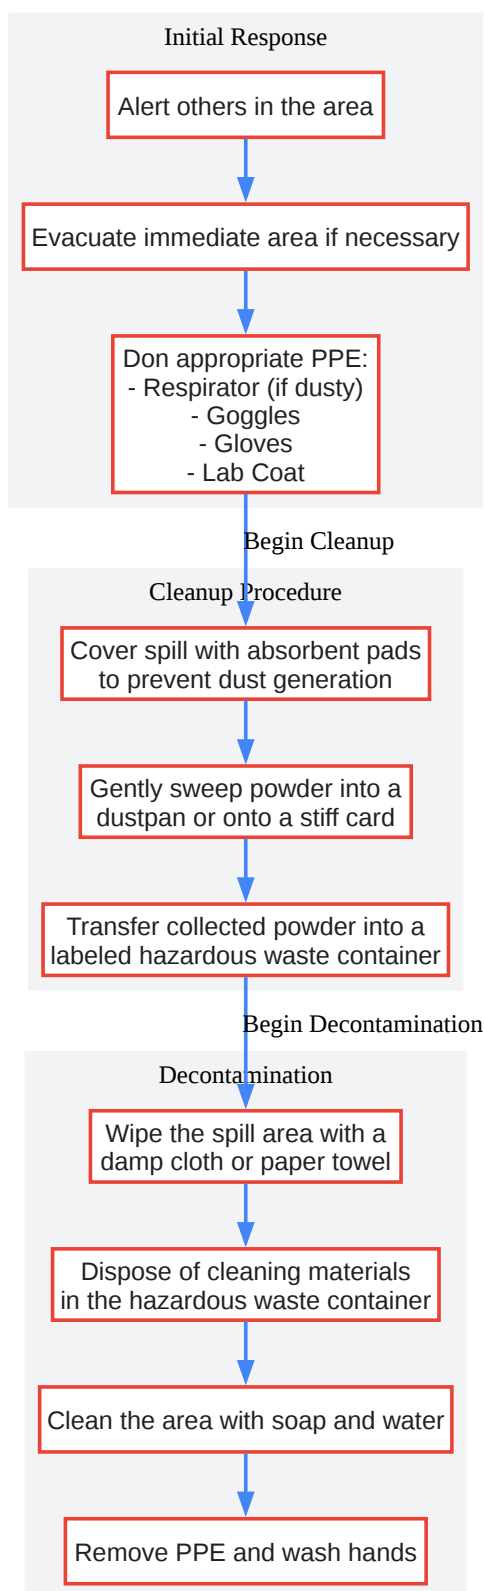 Initial Response
Alert others in the area
Evacuate immediate area if necessary
Don appropriate PPE:
- Respirator (if dusty)
- Goggles
- Gloves
- Lab Coat
Begin Cleanup
Cleanup Procedure
Cover spill with absorbent pads
to prevent dust generation
Gently sweep powder into a
dustpan or onto a stiff card
Transfer collected powder into a
labeled hazardous waste container
Begin Decontamination
Decontamination
Wipe the spill area with a
damp cloth or paper towel
Dispose of cleaning materials
in the hazardous waste container
Clean the area with soap and water
Remove PPE and wash hands